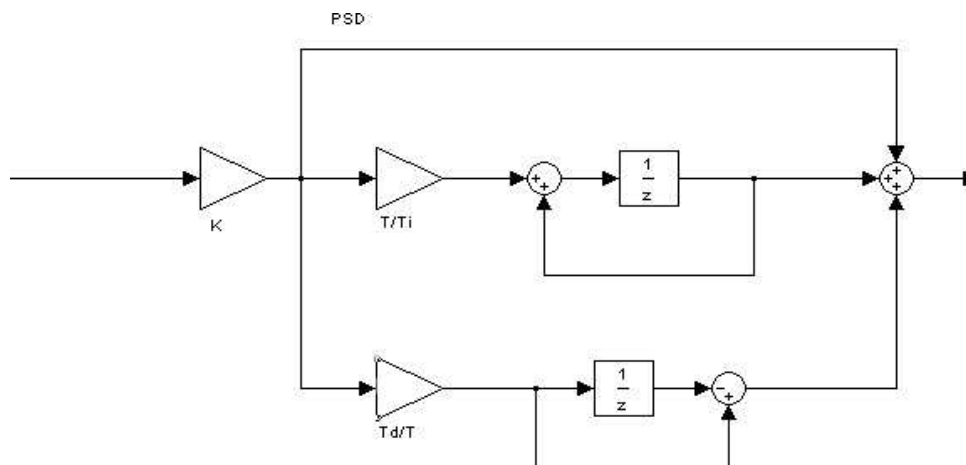 PSD
K
T/Ti
+
+
1
z
+
+
+
Td/T
1
z
-
+